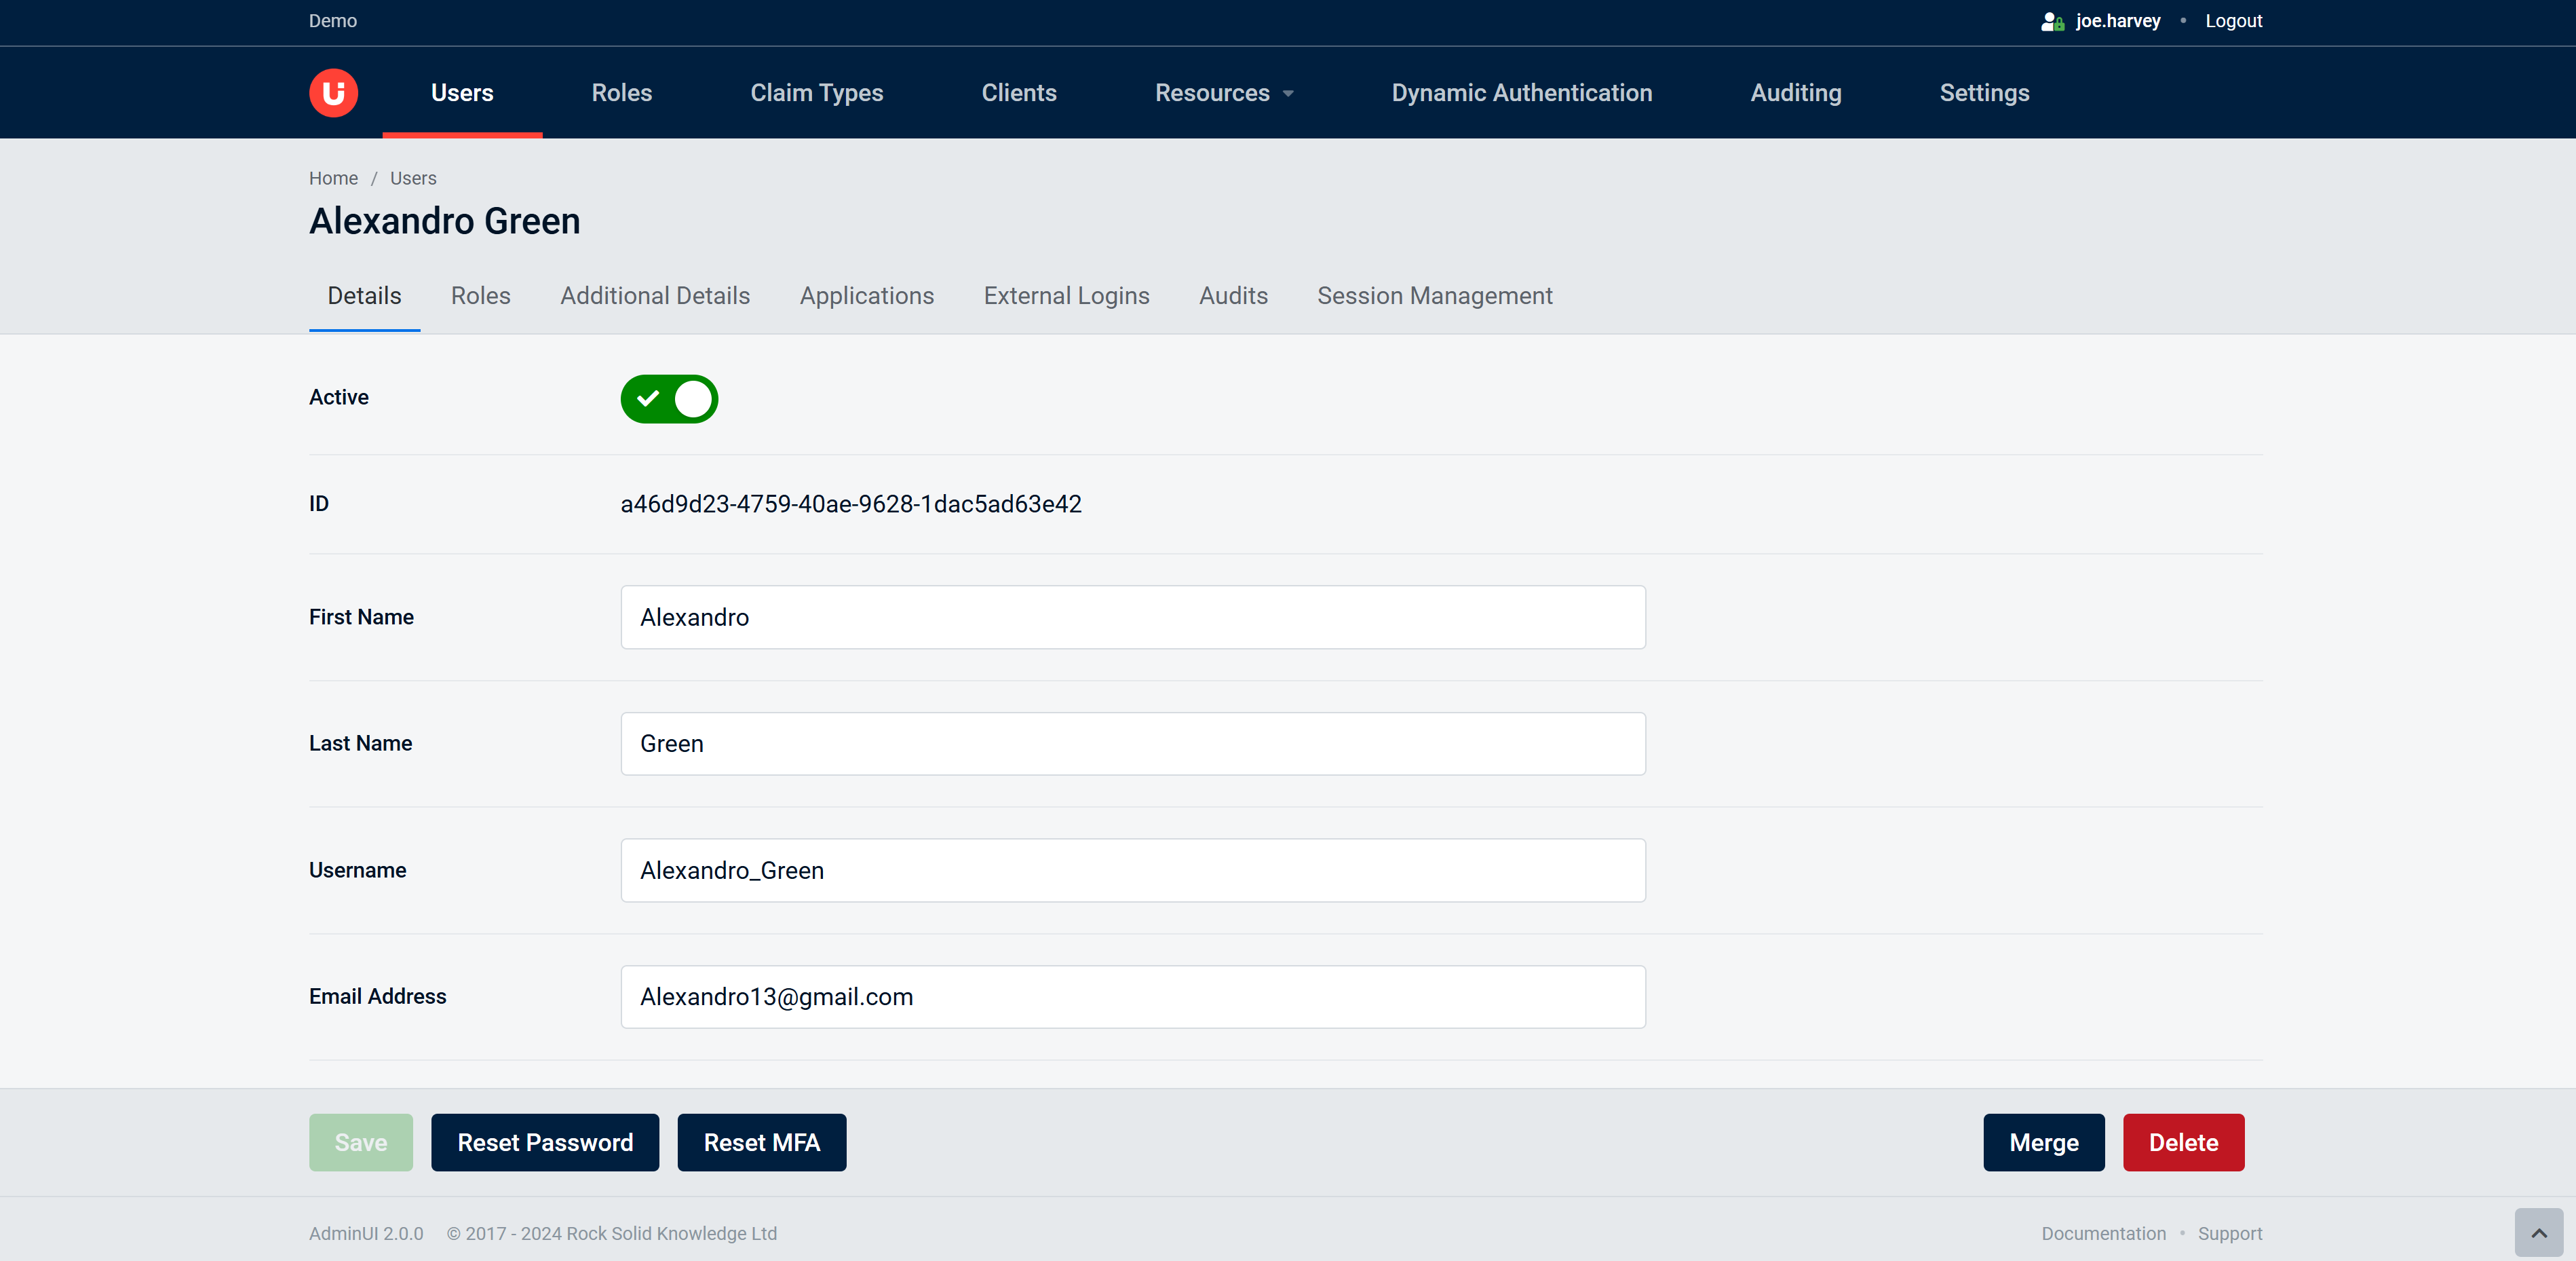 Demo
joe.harvey • Logout
Users Roles Claim Types Clients Resources Dynamic Authentication Auditing Settings
Home / Users
Alexandro Green
Details Roles Additional Details Applications External Logins Audits Session Management
Active
ID a46d9d23-4759-40ae-9628-1dac5ad63e42
First Name Alexandro
Last Name Green
Username Alexandro_Green
Email Address Alexandro13@gmail.com
Save Reset Password Reset MFA Merge Delete
AdminUI 2.0.0 © 2017 - 2024 Rock Solid Knowledge Ltd Documentation • Support